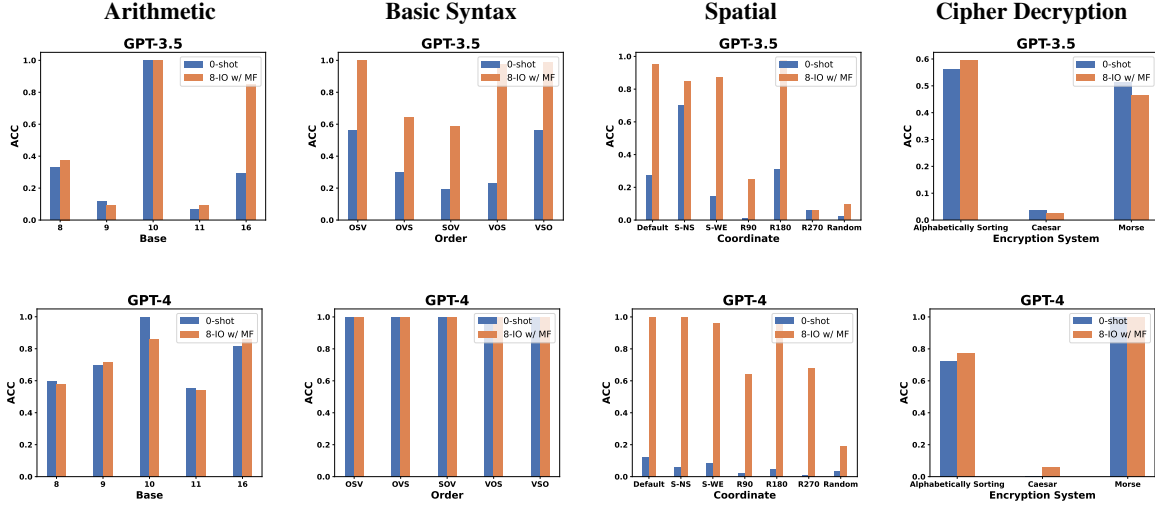 Arithmetic
Basic Syntax
Spatial
Cipher Decryption
GPT-3.5
ACC
1.0
0.8
0.6
0.4
0.2
0.0
0-shot
8-IO w/ MF
8 9 10 11 16
Base
GPT-3.5
ACC
1.0
0.8
0.6
0.4
0.2
0.0
0-shot
8-IO w/ MF
OSV OVS SOV VOS VSO
Order
GPT-3.5
ACC
1.0
0.8
0.6
0.4
0.2
0.0
0-shot
8-IO w/ MF
Default S-NS S-WE R90 R180 R270 Random
Coordinate
GPT-3.5
ACC
0.6
0.5
0.4
0.3
0.2
0.1
0.0
0-shot
8-IO w/ MF
Alphabetically Sorting Caesar Morse
Encryption System
GPT-4
ACC
1.0
0.8
0.6
0.4
0.2
0.0
0-shot
8-IO w/ MF
8 9 10 11 16
Base
GPT-4
ACC
1.0
0.8
0.6
0.4
0.2
0.0
0-shot
8-IO w/ MF
OSV OVS SOV VOS VSO
Order
GPT-4
ACC
1.0
0.8
0.6
0.4
0.2
0.0
0-shot
8-IO w/ MF
Default S-NS S-WE R90 R180 R270 Random
Coordinate
GPT-4
ACC
1.0
0.8
0.6
0.4
0.2
0.0
0-shot
8-IO w/ MF
Alphabetically Sorting Caesar Morse
Encryption System